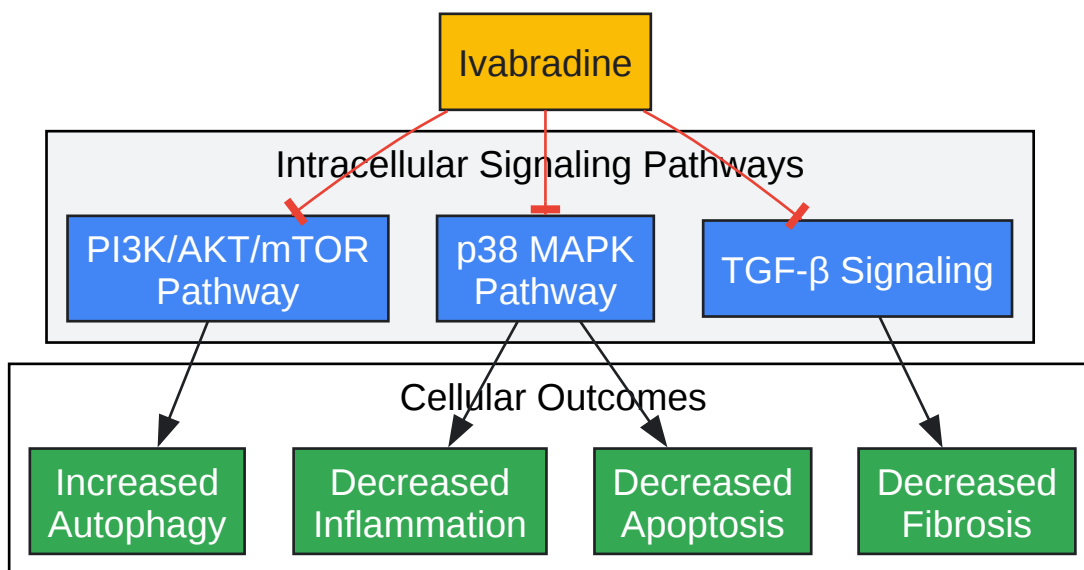 Ivabradine
Intracellular Signaling Pathways
PI3K/AKT/mTOR
Pathway
p38 MAPK
Pathway
TGF-β Signaling
Cellular Outcomes
Increased
Autophagy
Decreased
Inflammation
Decreased
Apoptosis
Decreased
Fibrosis